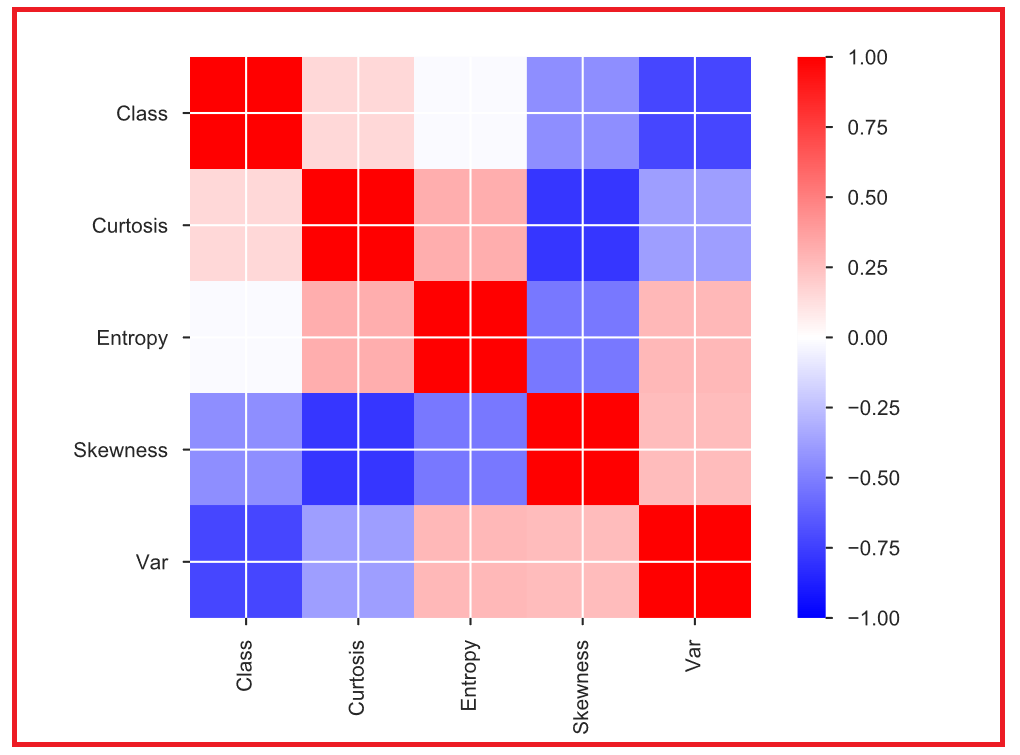 Class
Curtosis
Entropy
Skewness
Var
Class
Curtosis
Entropy
Skewness
Var
1.00
0.75
0.50
0.25
0.00
−0.25
−0.50
−0.75
−1.00